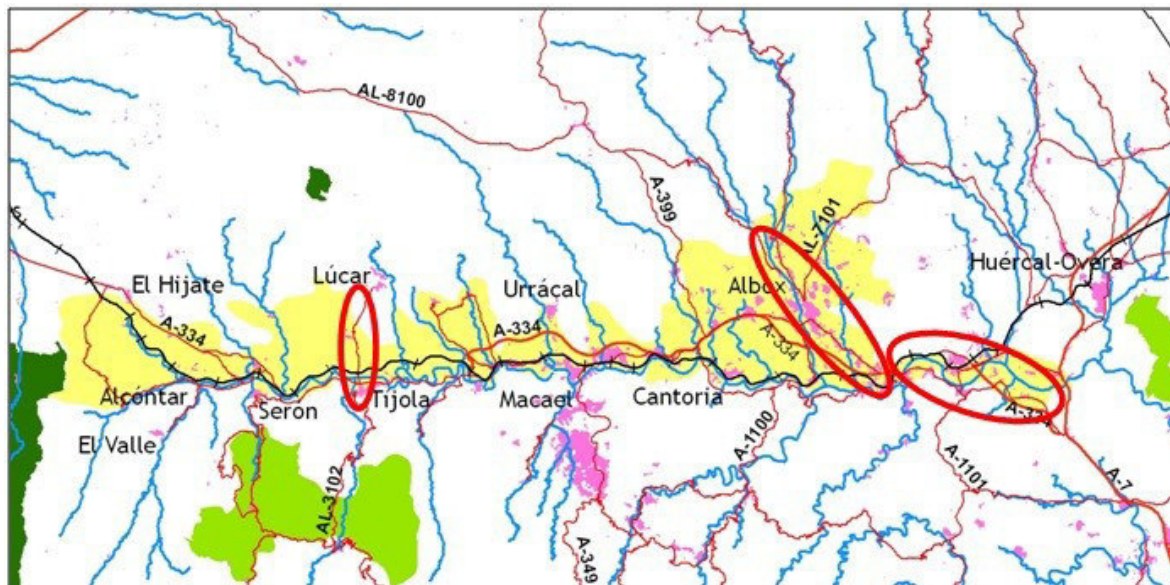 AL-8100
A-399
AL-7101
Huércal-Overa
El Hijate
Lúcar
Urrácal
Albox
A-334
A-334
A-334
Alcóntar
Serón
Tíjola
Macael
Cantoria
A-334
El Valle
AL-3102
A-1100
A-1101
A-7
A-349